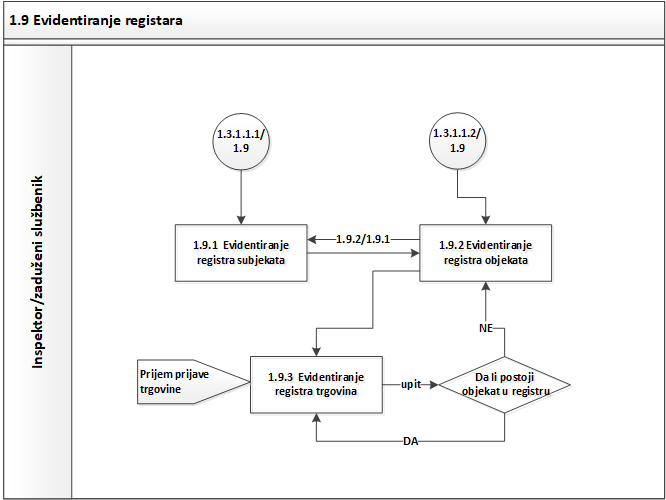 1.9 Evidentiranje registara
Inspektor/zaduženi službenik
1.3.1.1.1/
1.9
1.3.1.1.2/
1.9
1.9.1 Evidentiranje
registra subjekata
1.9.2/1.9.1
1.9.2 Evidentiranje
registra objekata
NE
Prijem prijave
trgovine
1.9.3 Evidentiranje
registra trgovina
upit
Da li postoji
objekat u registru
DA